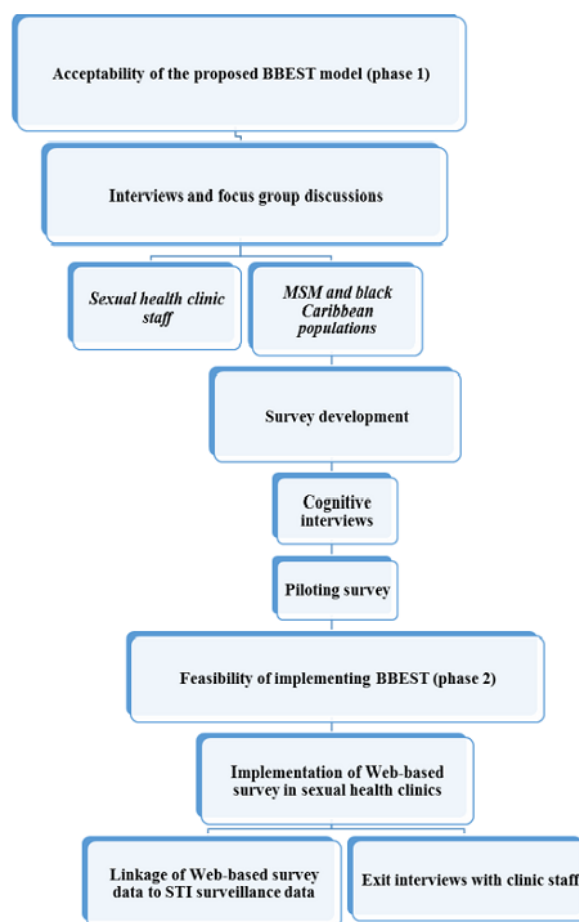 Acceptability of the proposed BBEST model (phase 1)
Interviews and focus group discussions
Sexual health clinic
staff
MSM and black
Caribbean
populations
Survey development
Cognitive
interviews
Piloting survey
Feasibility of implementing BBEST (phase 2)
Implementation of Web-based
survey in sexual health clinics
Linkage of Web-based survey
data to STI surveillance data
Exit interviews with clinic staff